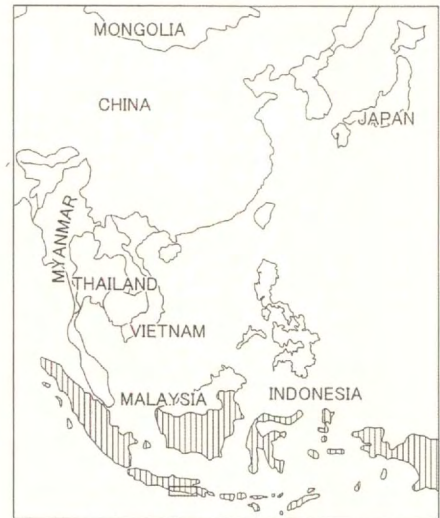 MONGOLIA
CHINA
JAPAN
MYANMAR
THAILAND
VIETNAM
MALAYSIA
INDONESIA